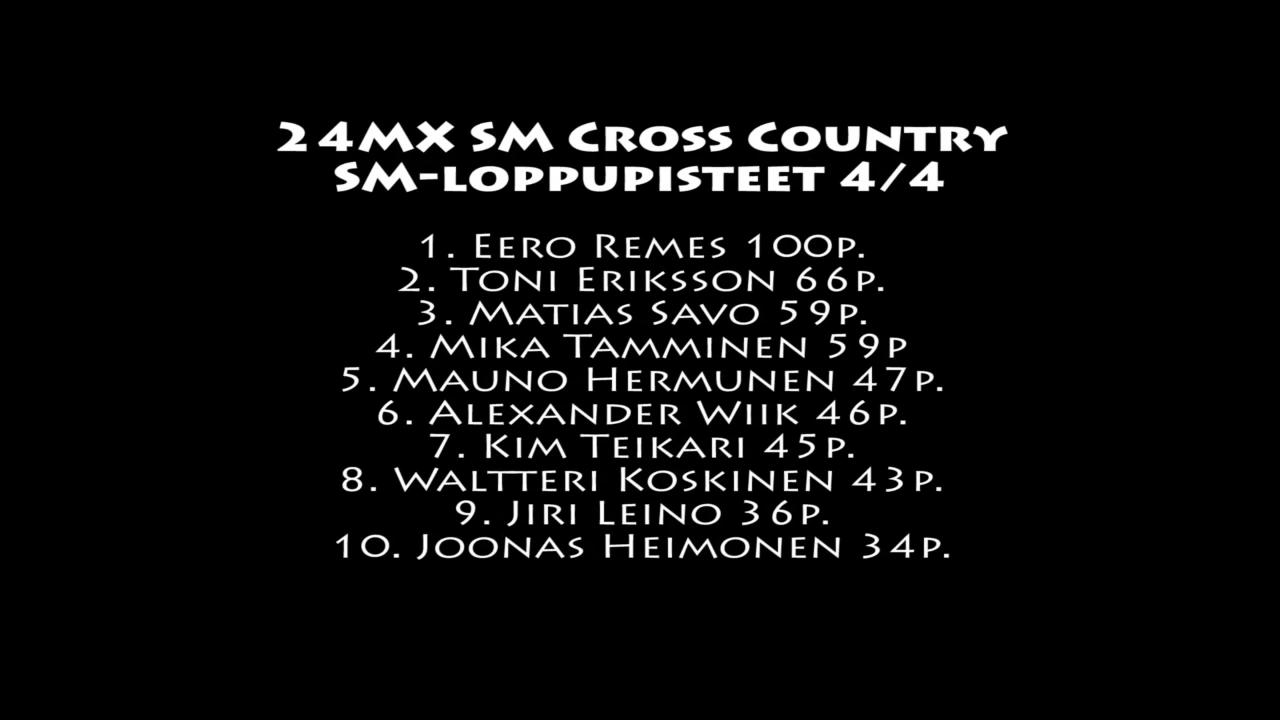 24MX SM Cross Country
SM-loppupisteet 4/4
1. Eero Remes 100p.
2. Toni Eriksson 66p.
3. Matias Savo 59p.
4. Mika Tamminen 59p
5. Mauno Hermunen 47p.
6. Alexander Wiik 46p.
7. Kim Teikari 45p.
8. Waltteri Koskinen 43p.
9. Jiri Leino 36p.
10. Joonas Heimonen 34p.